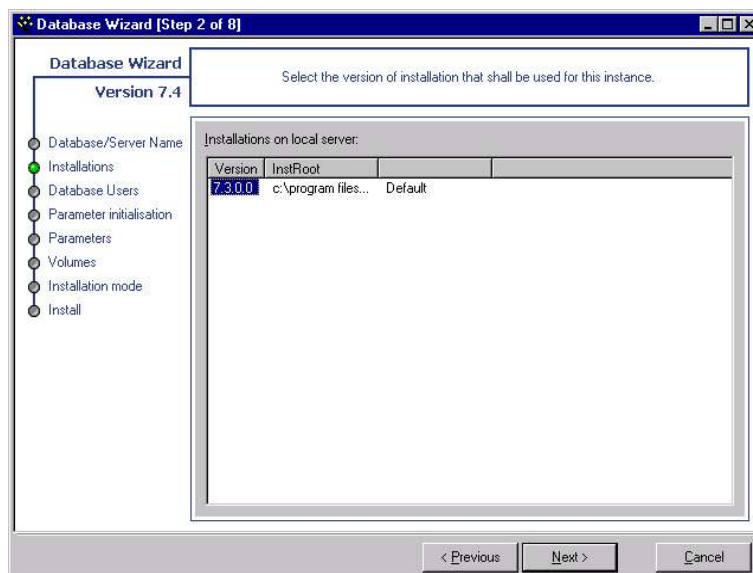 Database Wizard [Step 2 of 8]
Database Wizard
Version 7.4
Select the version of installation that shall be used for this instance.
Database/Server Name
Installations
Database Users
Parameter initialisation
Parameters
Volumes
Installation mode
Install
Installations on local server:
Version InstRoot
7.3.0.0 c:\program files... Default
< Previous Next > Cancel